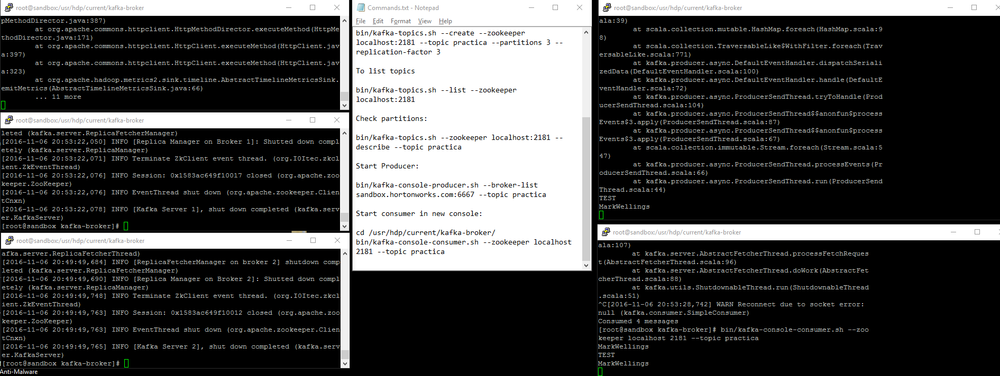 root@sandbox:/usr/hdp/current/kafka-broker
pMethodDirector.java:387)
at org.apache.commons.httpclient.HttpMethodDirector.executeMethod(HttpMe
thodDirector.java:171)
at org.apache.commons.httpclient.HttpClient.executeMethod(HttpClient.jav
a:397)
at org.apache.commons.httpclient.HttpClient.executeMethod(HttpClient.jav
a:323)
at org.apache.hadoop.metrics2.sink.timeline.AbstractTimelineMetricsSink.
emitMetrics(AbstractTimelineMetricsSink.java:66)
... 11 more
root@sandbox:/usr/hdp/current/kafka-broker
leted (kafka.server.ReplicaFetcherManager)
[2016-11-06 20:53:22,050] INFO [Replica Manager on Broker 1]: Shutted down compl
etely (kafka.server.ReplicaManager)
[2016-11-06 20:53:22,071] INFO Terminate ZkClient event thread. (org.I0Itec.zkcl
ient.ZkEventThread)
[2016-11-06 20:53:22,076] INFO Session: 0x1583ac649f10017 closed (org.apache.zoo
keeper.ZooKeeper)
[2016-11-06 20:53:22,076] INFO EventThread shut down (org.apache.zookeeper.Clien
tCnxn)
[2016-11-06 20:53:22,078] INFO [Kafka Server 1], shut down completed (kafka.serv
er.KafkaServer)
[root@sandbox kafka-broker]#
root@sandbox:/usr/hdp/current/kafka-broker
afka.server.ReplicaFetcherThread)
[2016-11-06 20:49:49,684] INFO [ReplicaFetcherManager on broker 2] shutdown comp
leted (kafka.server.ReplicaFetcherManager)
[2016-11-06 20:49:49,690] INFO [Replica Manager on Broker 2]: Shutted down compl
etely (kafka.server.ReplicaManager)
[2016-11-06 20:49:49,748] INFO Terminate ZkClient event thread. (org.I0Itec.zkcl
ient.ZkEventThread)
[2016-11-06 20:49:49,763] INFO Session: 0x1583ac649f10012 closed (org.apache.zoo
keeper.ZooKeeper)
[2016-11-06 20:49:49,763] INFO EventThread shut down (org.apache.zookeeper.Clien
tCnxn)
[2016-11-06 20:49:49,765] INFO [Kafka Server 2], shut down completed (kafka.serv
er.KafkaServer)
[root@sandbox kafka-broker]#
Anti-Malware
Commands.txt - Notepad
File Edit Format View Help
bin/kafka-topics.sh --create --zookeeper
localhost:2181 --topic practica --partitions 3 --
replication-factor 3
To list topics
bin/kafka-topics.sh --list --zookeeper
localhost:2181
Check partitions:
bin/kafka-topics.sh --zookeeper localhost:2181 --
describe --topic practica
Start Producer:
bin/kafka-console-producer.sh --broker-list
sandbox.hortonworks.com:6667 --topic practica
Start consumer in new console:
cd /usr/hdp/current/kafka-broker/
bin/kafka-console-consumer.sh --zookeeper localhost
2181 --topic practica
root@sandbox:/usr/hdp/current/kafka-broker
ala:39)
at scala.collection.mutable.HashMap.foreach(HashMap.scala:9
8)
at scala.collection.TraversableLike$WithFilter.foreach(Trav
ersableLike.scala:771)
at kafka.producer.async.DefaultEventHandler.dispatchSeriali
zedData(DefaultEventHandler.scala:100)
at kafka.producer.async.DefaultEventHandler.handle(DefaultE
ventHandler.scala:72)
at kafka.producer.async.ProducerSendThread.tryToHandle(Prod
ucerSendThread.scala:104)
at kafka.producer.async.ProducerSendThread$$anonfun$process
Events$3.apply(ProducerSendThread.scala:87)
at kafka.producer.async.ProducerSendThread$$anonfun$process
Events$3.apply(ProducerSendThread.scala:67)
at scala.collection.immutable.Stream.foreach(Stream.scala:5
47)
at kafka.producer.async.ProducerSendThread.processEvents(Pr
oducerSendThread.scala:66)
at kafka.producer.async.ProducerSendThread.run(ProducerSend
Thread.scala:44)
TEST
MarkWellings
root@sandbox:/usr/hdp/current/kafka-broker
ala:107)
at kafka.server.AbstractFetcherThread.processFetchReques
t(AbstractFetcherThread.scala:96)
at kafka.server.AbstractFetcherThread.doWork(AbstractFet
cherThread.scala:88)
at kafka.utils.ShutdownableThread.run(ShutdownableThread
.scala:51)
^C[2016-11-06 20:53:28,742] WARN Reconnect due to socket error:
null (kafka.consumer.SimpleConsumer)
Consumed 4 messages
[root@sandbox kafka-broker]# bin/kafka-console-consumer.sh --zoo
keeper localhost 2181 --topic practica
MarkWellings
TEST
MarkWellings